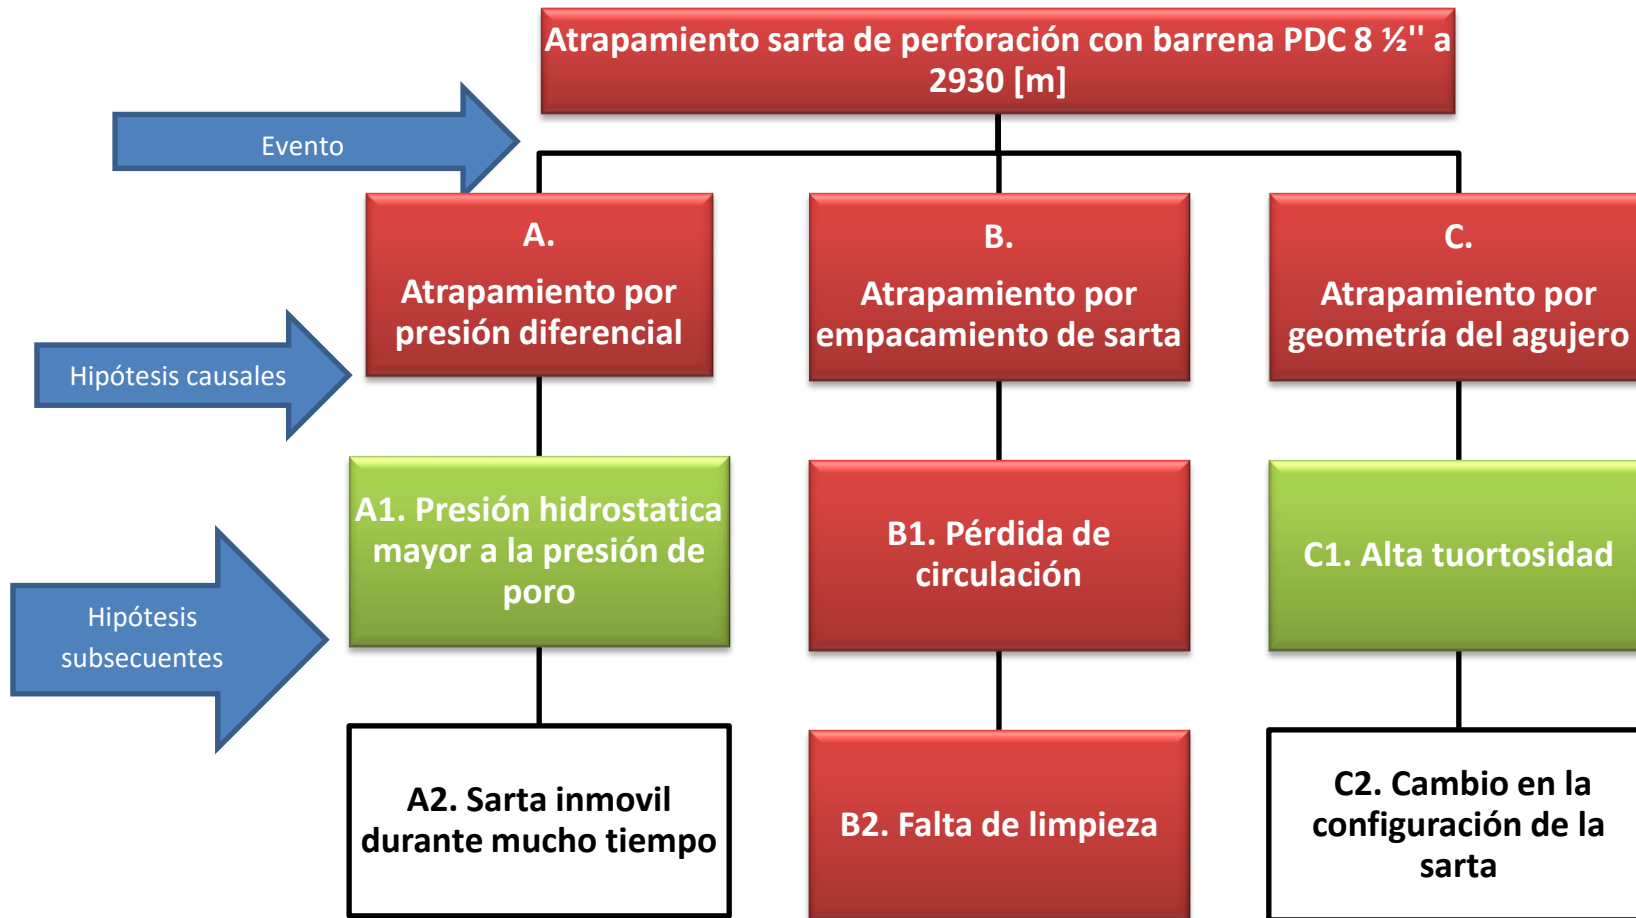 Atrapamiento sarta de perforación con barrena PDC 8 ½'' a
2930 [m]
Evento
A.
Atrapamiento por
presión diferencial
B.
Atrapamiento por
empacamiento de sarta
C.
Atrapamiento por
geometría del agujero
Hipótesis causales
A1. Presión hidrostatica
mayor a la presión de
poro
B1. Pérdida de
circulación
C1. Alta tuortosidad
Hipótesis
subsecuentes
A2. Sarta inmovil
durante mucho tiempo
B2. Falta de limpieza
C2. Cambio en la
configuración de la
sarta